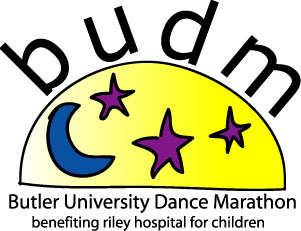 budm
Butler University Dance Marathon
benefiting riley hospital for children